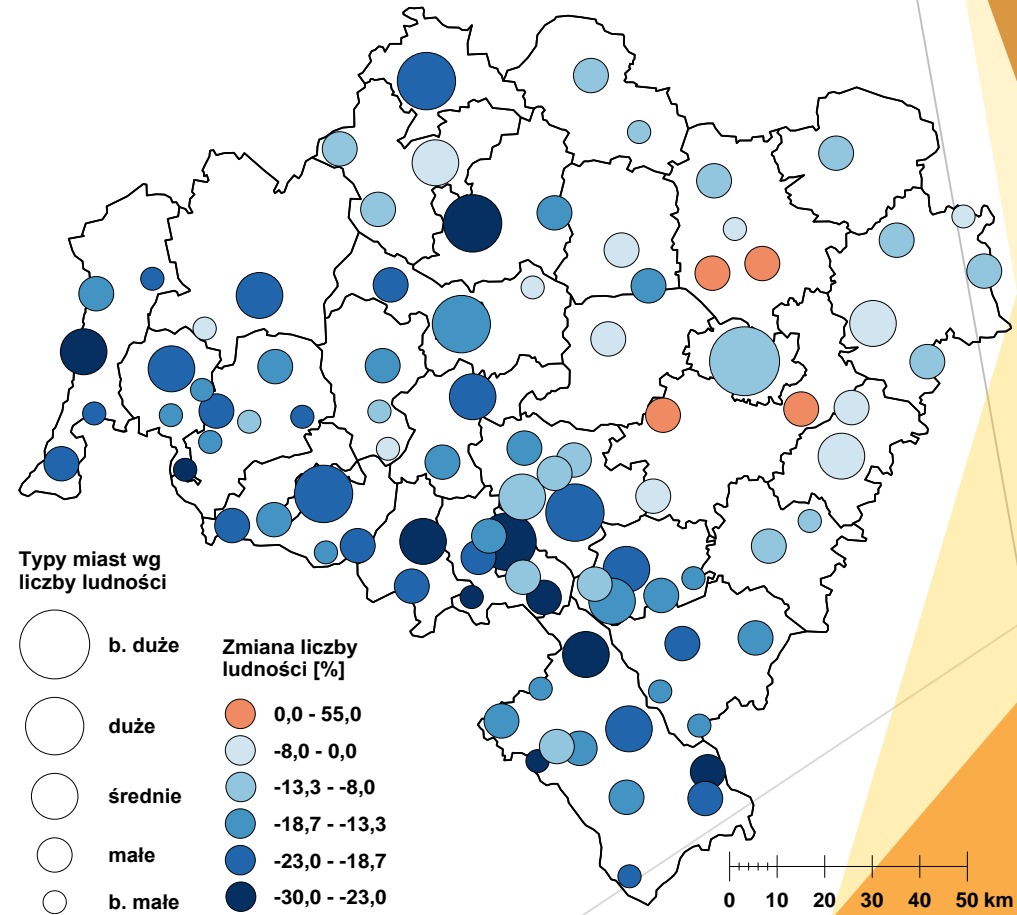 Typy miast wg
liczby ludności
b. duże
duże
średnie
małe
b. małe
Zmiana liczby
ludności [%]
0,0 - 55,0
-8,0 - 0,0
-13,3 - -8,0
-18,7 - -13,3
-23,0 - -18,7
-30,0 - -23,0
0 10 20 30 40 50 km